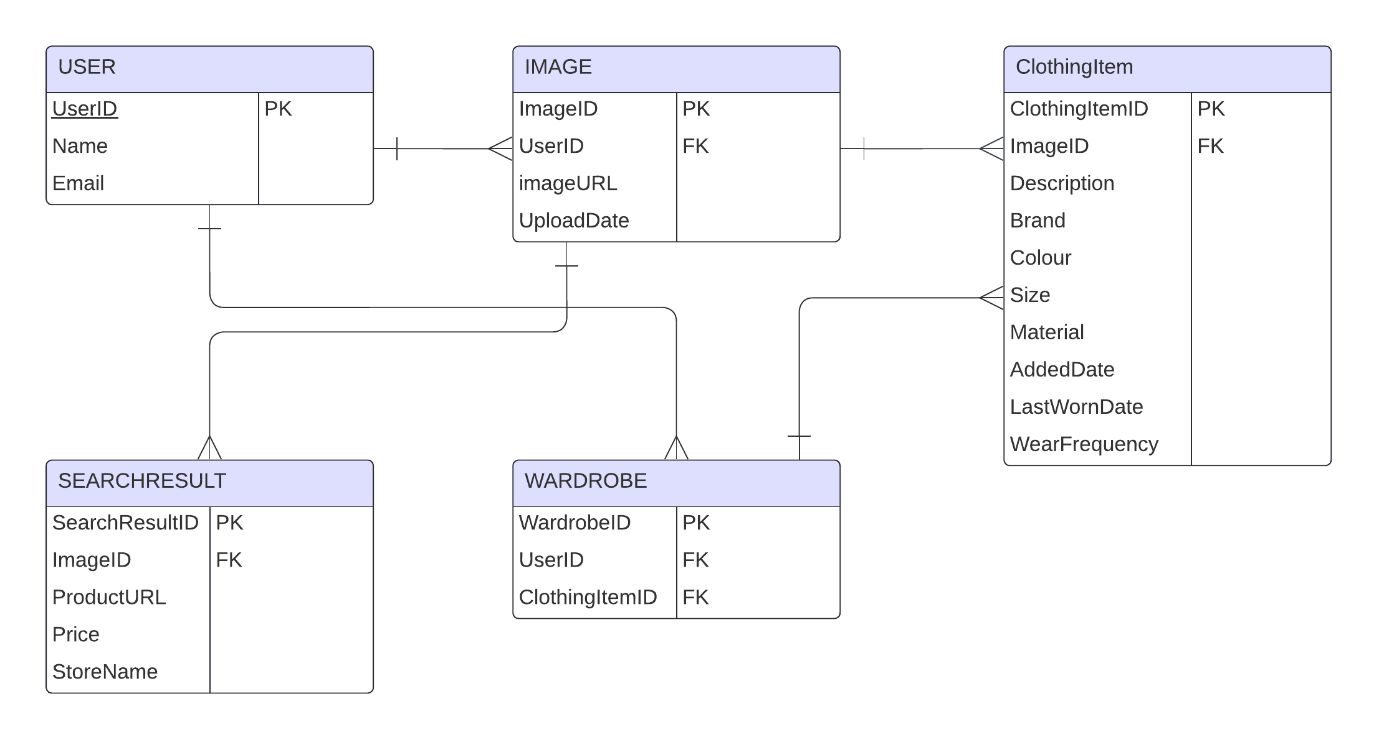 USER
UserID PK
Name
Email
IMAGE
ImageID PK
UserID FK
imageURL
UploadDate
ClothingItem
ClothingItemID PK
ImageID FK
Description
Brand
Colour
Size
Material
AddedDate
LastWornDate
WearFrequency
SEARCHRESULT
SearchResultID PK
ImageID FK
ProductURL
Price
StoreName
WARDROBE
WardrobeID PK
UserID FK
ClothingItemID FK